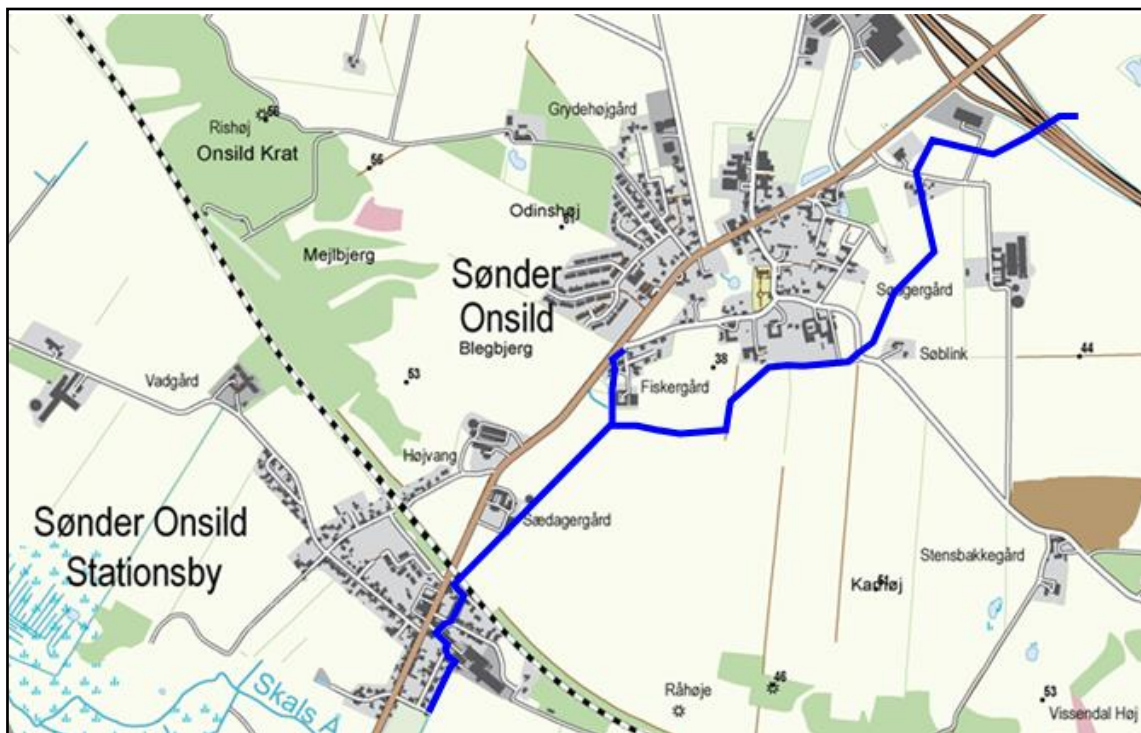 Grydehøjgård
56
Rishøj
Onsild Krat
56
Odinshøj
61
Mejlbjerg
Sønder
Onsild
Blegbjerg
Søblink
44
38
Vadgård
53
Fiskergård
Højvang
Sønder Onsild
Stationsby
Sædagergård
Stensbakkegård
Skals Å
46
Råhøje
53
Vissendal Høj